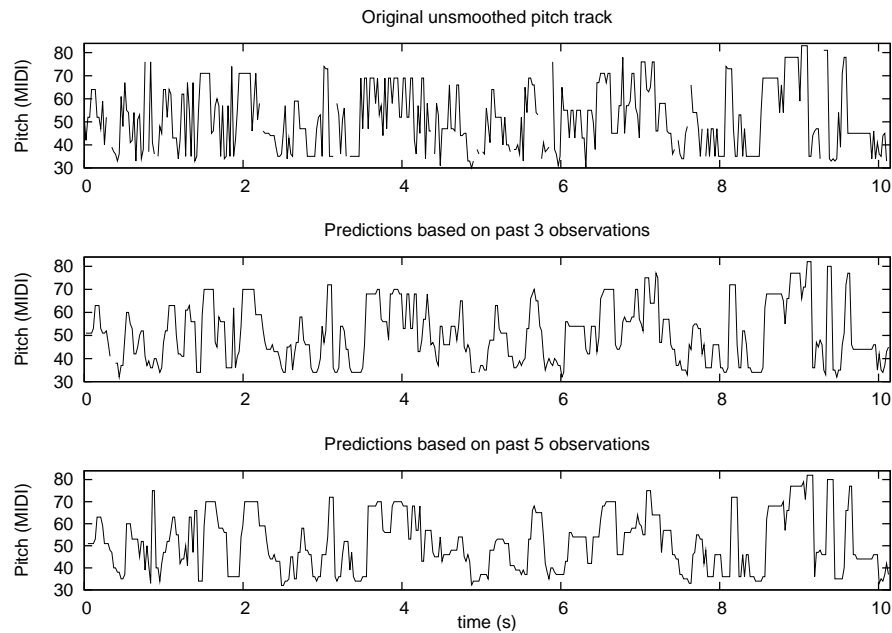 Original unsmoothed pitch track
Pitch (MIDI)
80
70
60
50
40
30
0 2 4 6 8 10
Predictions based on past 3 observations
Pitch (MIDI)
80
70
60
50
40
30
0 2 4 6 8 10
Predictions based on past 5 observations
Pitch (MIDI)
80
70
60
50
40
30
0 2 4 6 8 10
time (s)